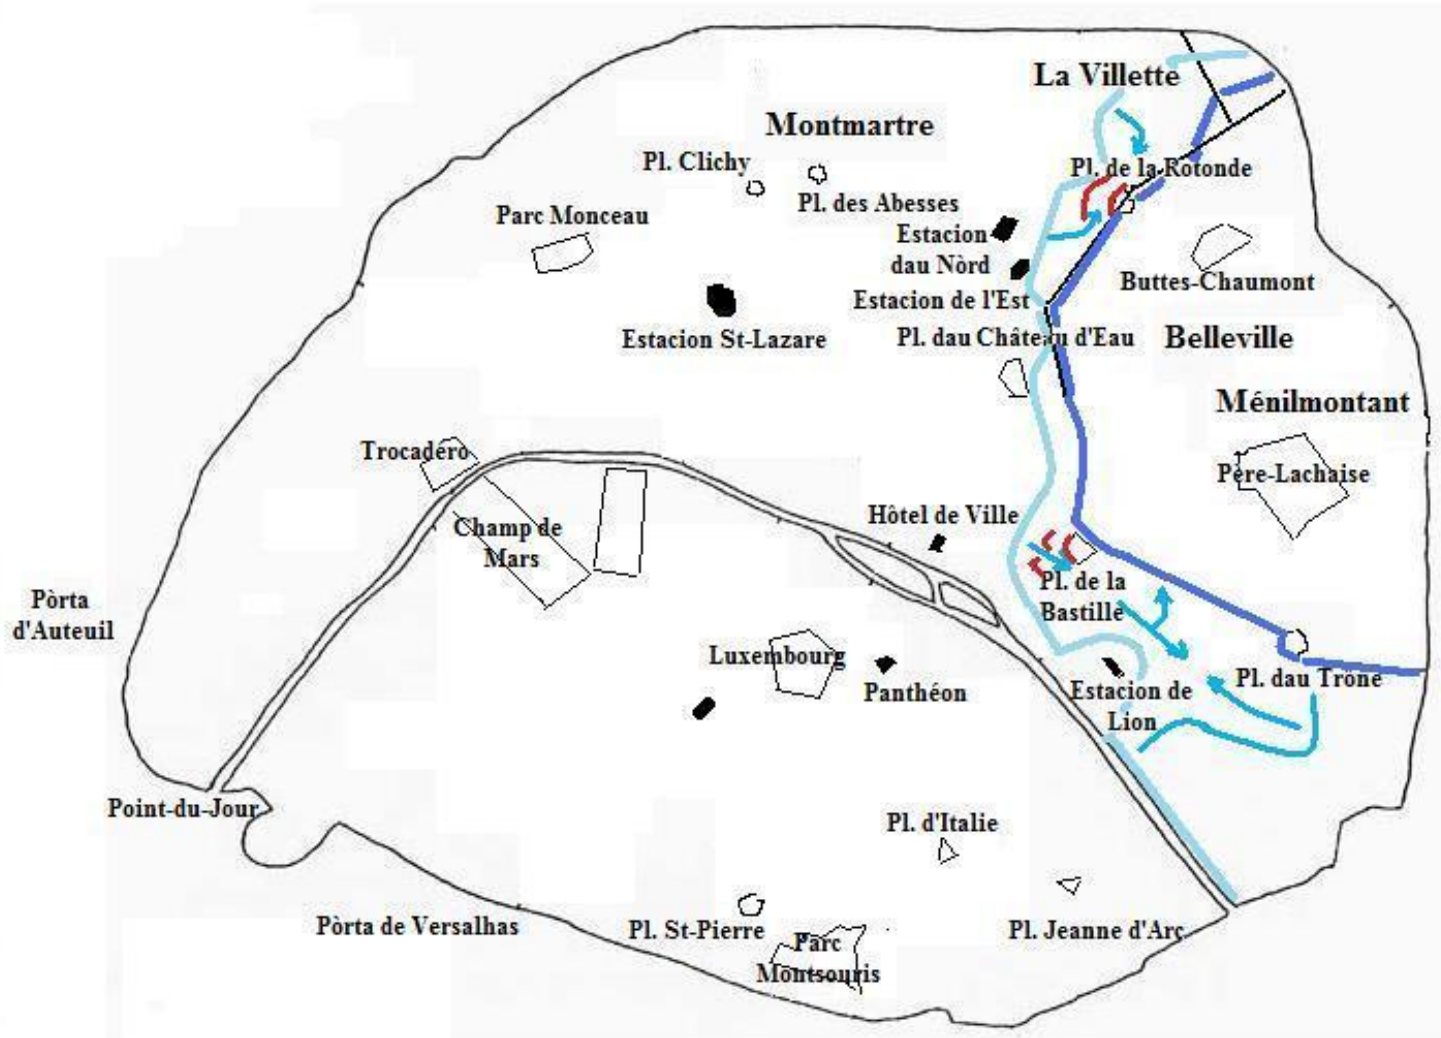 La Villette
Montmartre
Pl. Clichy
Pl. de la Rotonde
Pl. des Abesses
Parc Monceau
Estacion
dau Nòrd
Buttes-Chaumont
Estacion de l'Est
Estacion St-Lazare
Pl. dau Château d'Eau
Belleville
Ménilmontant
Trocadéro
Père-Lachaise
Champ de
Mars
Hôtel de Ville
Pl. de la
Bastille
Pòrta
d'Auteuil
Luxembourg
Panthéon
Estacion de
Lion
Pl. dau Trône
Point-du-Jour
Pl. d'Italie
Pòrta de Versalhas
Pl. St-Pierre
Parc
Montsouris
Pl. Jeanne d'Arc